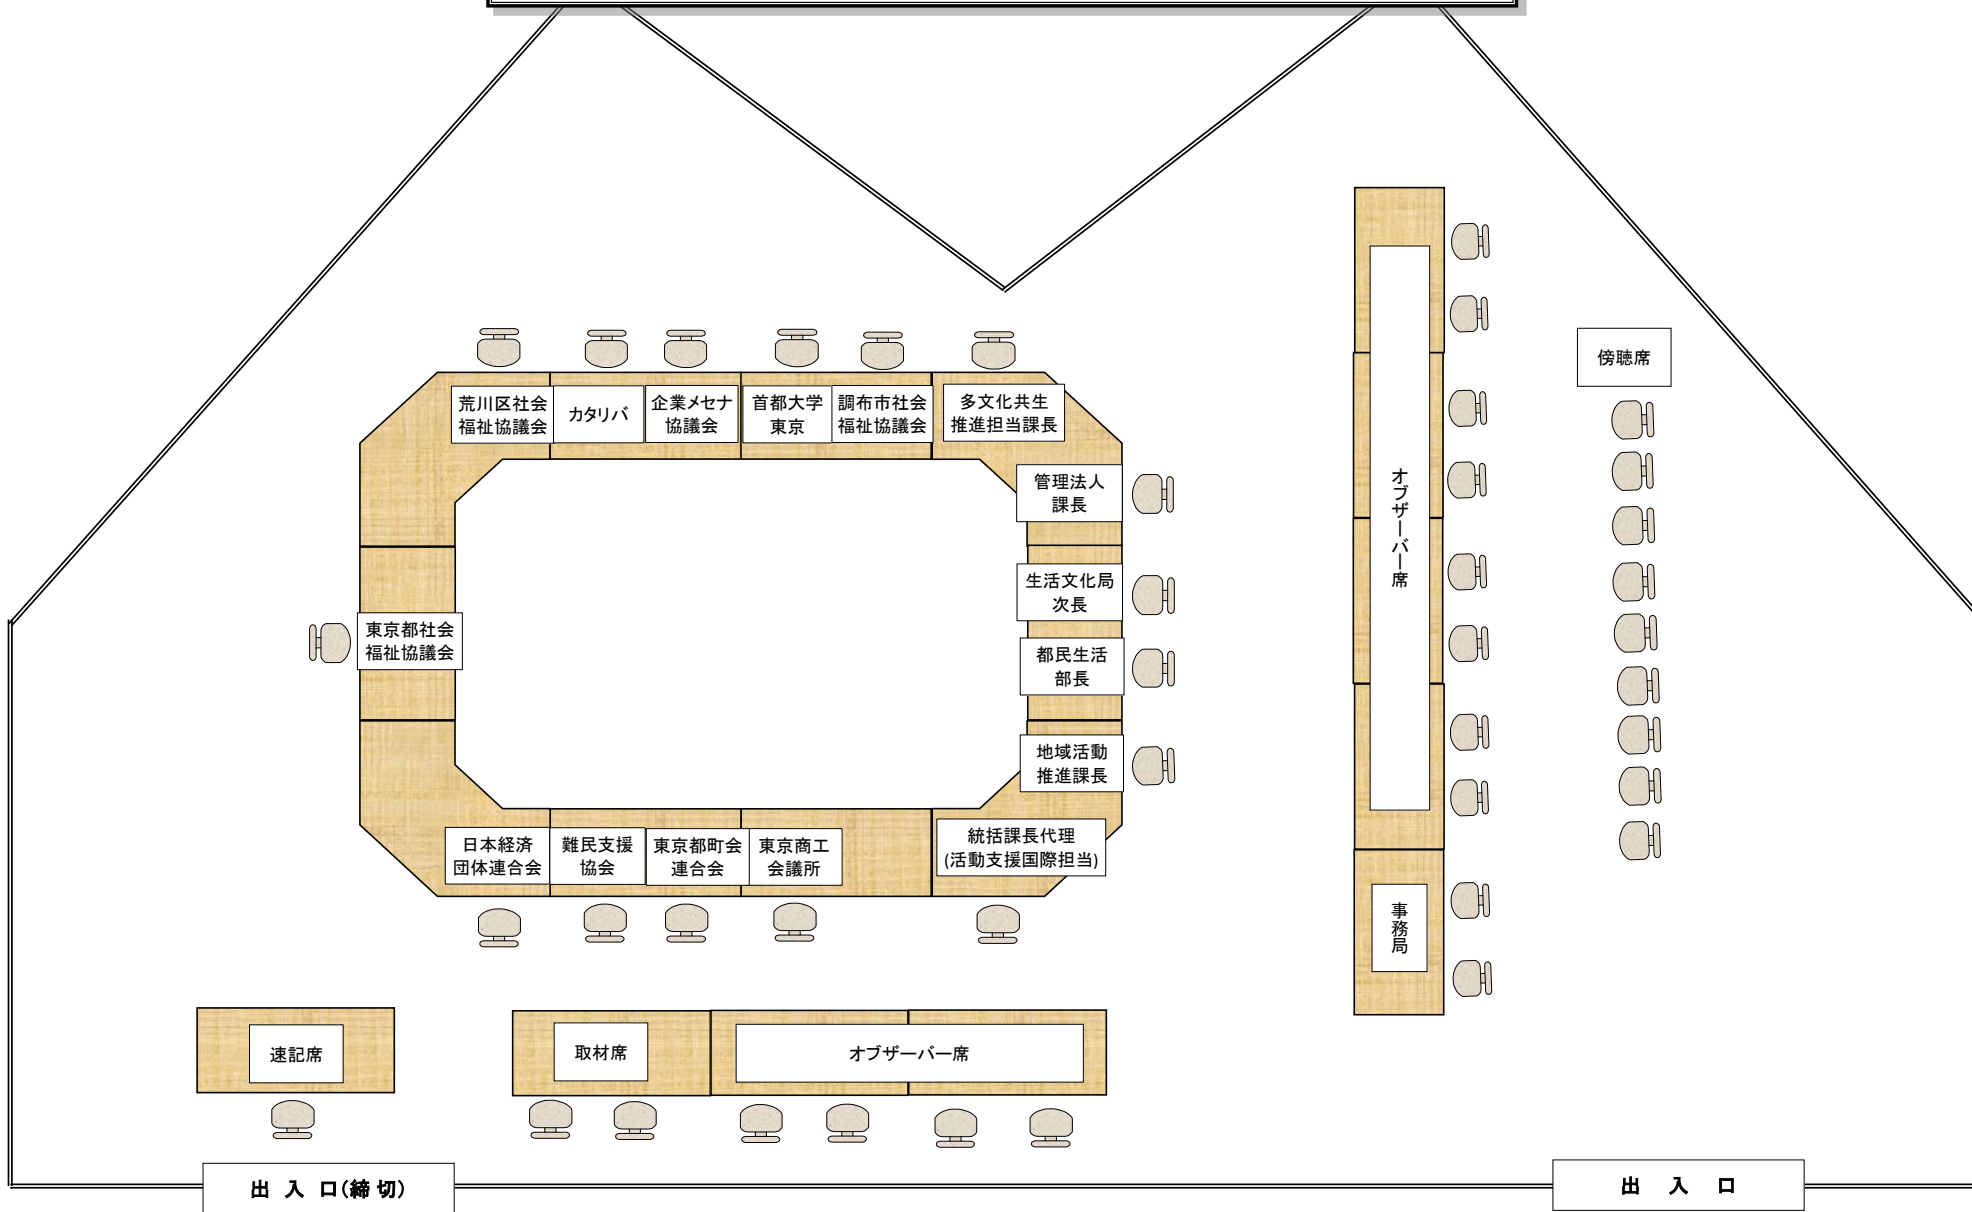 荒川区社会
福祉協議会
カタリバ
企業メセナ
協議会
首都大学
東京
調布市社会
福祉協議会
多文化共生
推進担当課長
管理法人
課長
生活文化局
次長
都民生活
部長
地域活動
推進課長
東京都社会
福祉協議会
日本経済
団体連合会
難民支援
協会
東京都町会
連合会
東京商工
会議所
統括課長代理
(活動支援国際担当)
オブザーバー席
事務局
傍聴席
速記席
取材席
オブザーバー席
出 入 口(締 切)
出 入 口